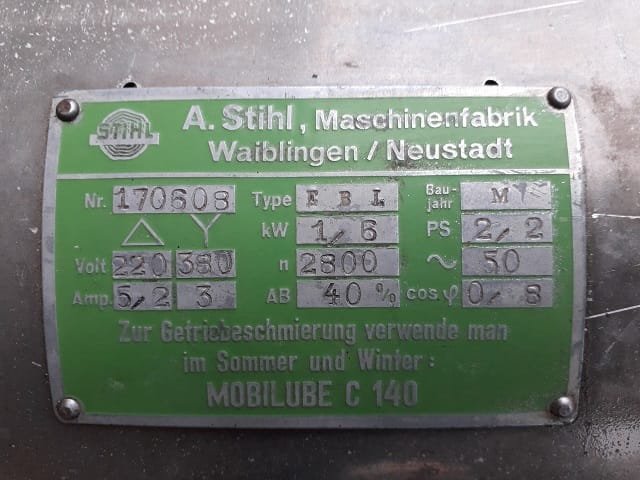 STIHL
A. Stihl, Maschinenfabrik
Waiblingen / Neustadt
Nr. 170608 Type EBL Bau-jahr M
△ Y kW 1,6 PS 2,2
Volt 220 380 n 2800 ~ 50
Amp. 5,2 3 AB 40% cos φ 0,8
Zur Getriebeschmierung verwende man
im Sommer und Winter:
MOBILUBE C 140